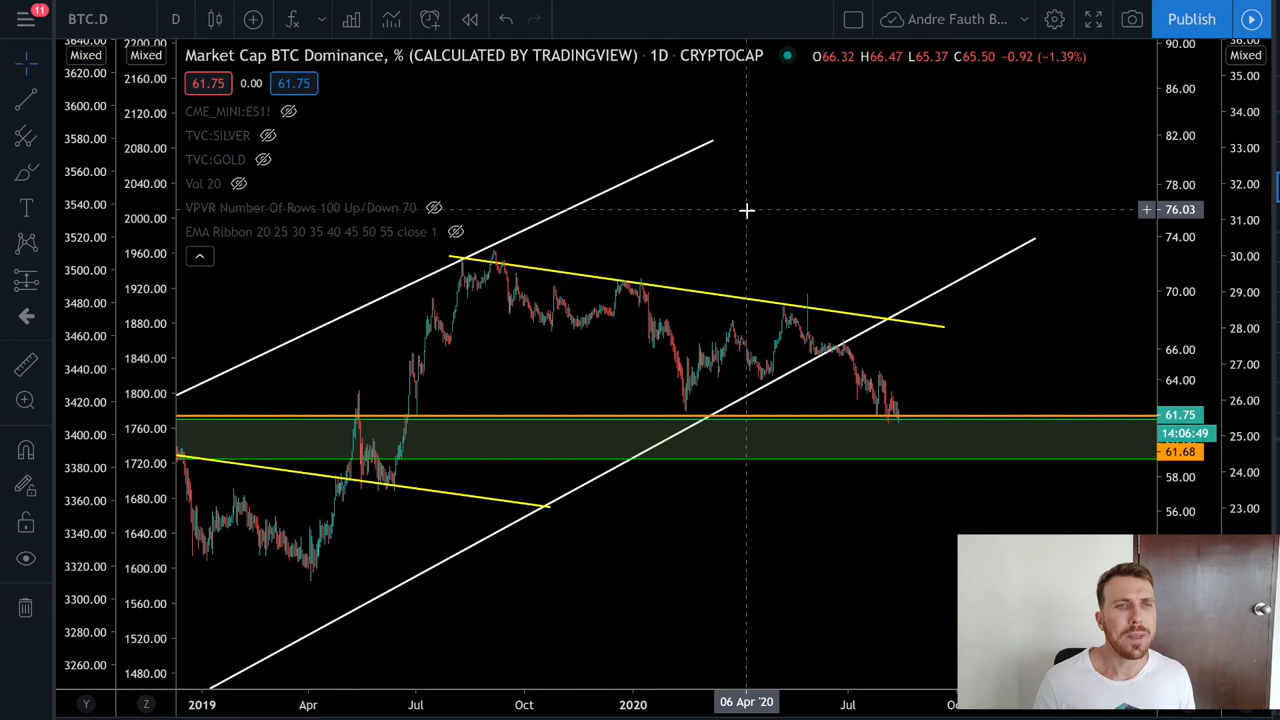 11
BTC.D
D
Andre Fauth B...
Publish
Market Cap BTC Dominance, % (CALCULATED BY TRADINGVIEW) · 1D · CRYPTOCAP
O66.32 H66.47 L65.37 C65.50 −0.92 (−1.39%)
61.75 0.00 61.75
CME_MINI:ES1!
TVC:SILVER
TVC:GOLD
Vol 20
VPVR Number Of Rows 100 Up/Down 70
EMA Ribbon 20 25 30 35 40 45 50 55 close 1
Mixed
3620.00
3600.00
3580.00
3560.00
3540.00
3520.00
3500.00
3480.00
3460.00
3440.00
3420.00
3400.00
3380.00
3360.00
3340.00
3320.00
3300.00
3280.00
3260.00
Mixed
2200.00
2160.00
2120.00
2080.00
2040.00
2000.00
1960.00
1920.00
1880.00
1840.00
1800.00
1760.00
1720.00
1680.00
1640.00
1600.00
1560.00
1520.00
1480.00
90.00
86.00
82.00
78.00
76.03
74.00
70.00
66.00
64.00
61.75
14:06:49
61.68
58.00
56.00
Mixed
35.00
34.00
33.00
32.00
31.00
30.00
29.00
28.00
27.00
26.00
25.00
24.00
23.00
Y
Z
2019
Apr
Jul
Oct
2020
06 Apr '20
Jul